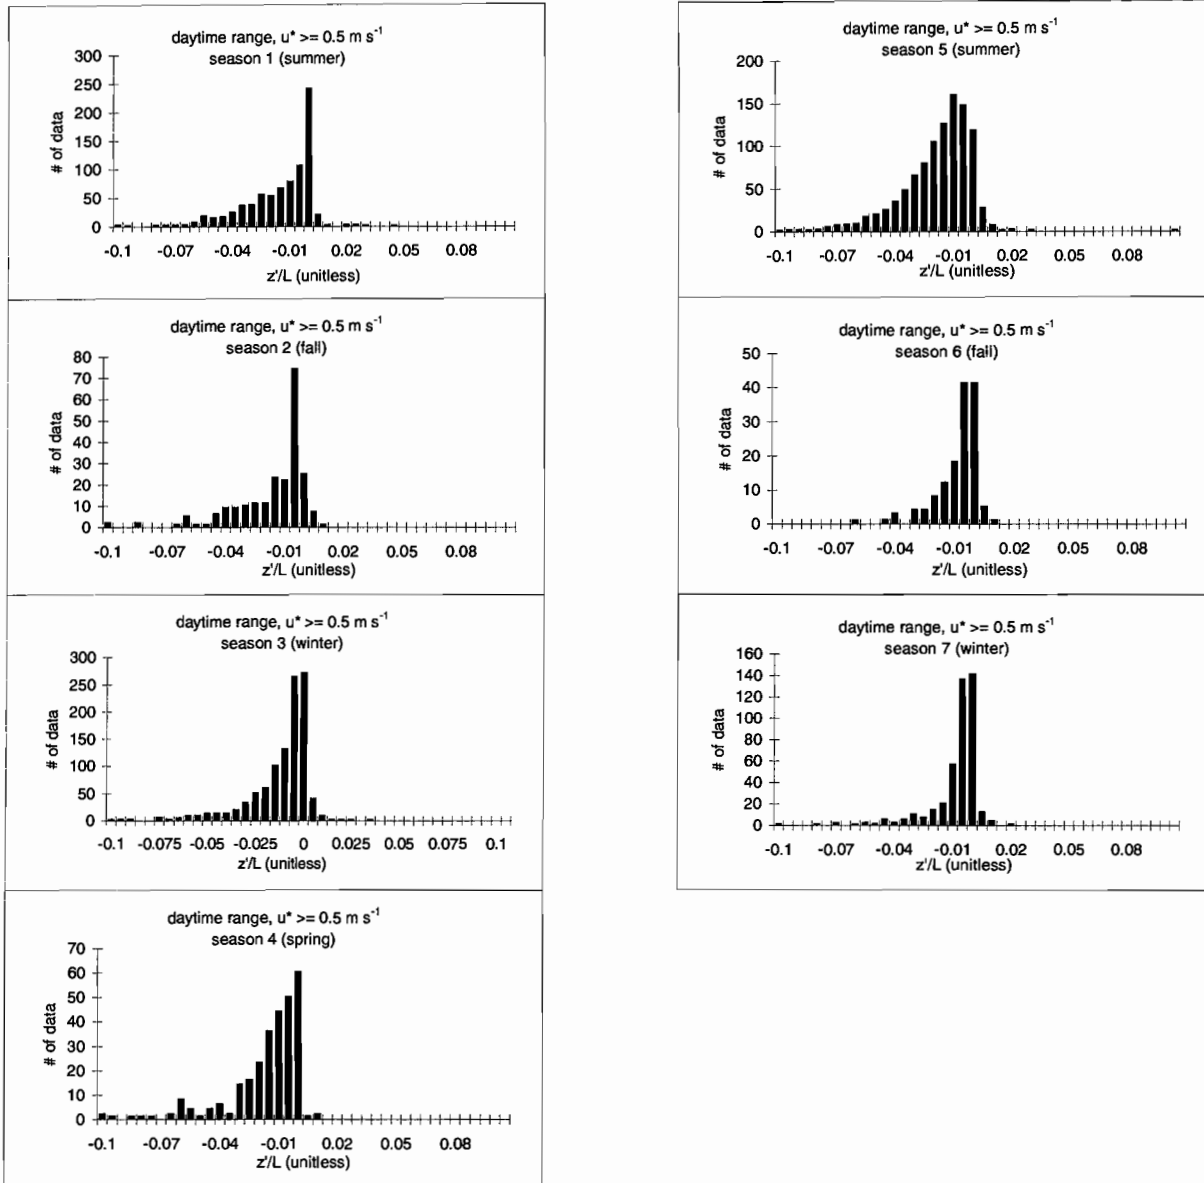 daytime range, u* >= 0.5 m s-1
season 1 (summer)
300
250
200
150
100
50
0
# of data
-0.1 -0.07 -0.04 -0.01 0.02 0.05 0.08
z'/L (unitless)
daytime range, u* >= 0.5 m s-1
season 2 (fall)
80
70
60
50
40
30
20
10
0
# of data
-0.1 -0.07 -0.04 -0.01 0.02 0.05 0.08
z'/L (unitless)
daytime range, u* >= 0.5 m s-1
season 3 (winter)
300
250
200
150
100
50
0
# of data
-0.1 -0.075 -0.05 -0.025 0 0.025 0.05 0.075 0.1
z'/L (unitless)
daytime range, u* >= 0.5 m s-1
season 4 (spring)
70
60
50
40
30
20
10
0
# of data
-0.1 -0.07 -0.04 -0.01 0.02 0.05 0.08
z'/L (unitless)
daytime range, u* >= 0.5 m s-1
season 5 (summer)
200
150
100
50
0
# of data
-0.1 -0.07 -0.04 -0.01 0.02 0.05 0.08
z'/L (unitless)
daytime range, u* >= 0.5 m s-1
season 6 (fall)
50
40
30
20
10
0
# of data
-0.1 -0.07 -0.04 -0.01 0.02 0.05 0.08
z'/L (unitless)
daytime range, u* >= 0.5 m s-1
season 7 (winter)
160
140
120
100
80
60
40
20
0
# of data
-0.1 -0.07 -0.04 -0.01 0.02 0.05 0.08
z'/L (unitless)